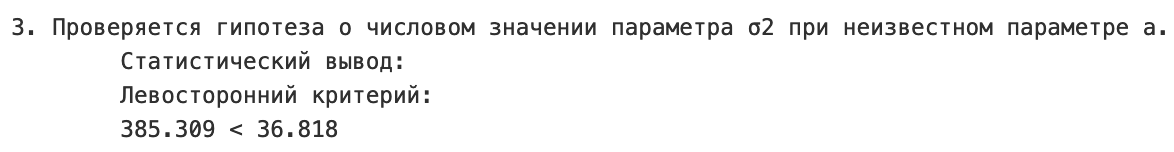 3. Проверяется гипотеза о числовом значении параметра σ2 при неизвестном параметре a.
Статистический вывод:
Левосторонний критерий:
385.309 < 36.818